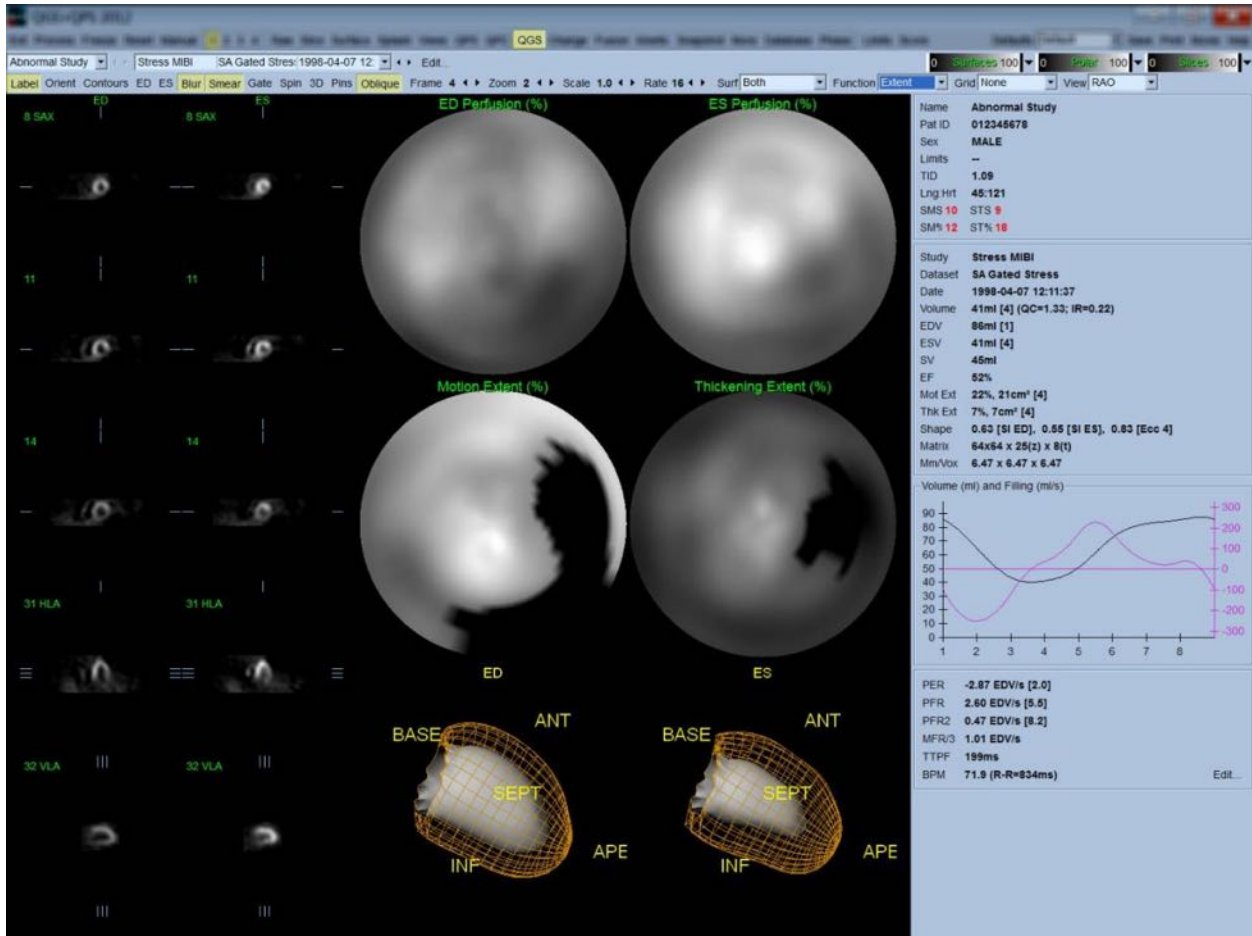 QGS
Abnormal Study Stress MIBI SA Gated Stres: 1998-04-07 12: Edit...
0 Surfaces 100 0 Polar 100 0 Slices 100
Label Orient Contours ED ES Blur Smear Gate Spin 3D Pins Oblique Frame 4 Zoom 2 Scale 1.0 Rate 16 Surf Both Function Extent Grid None View RAO
ED ES
8 SAX 8 SAX
11 11
14 14
31 HLA 31 HLA
32 VLA 32 VLA
ED Perfusion (%) ES Perfusion (%)
Motion Extent (%) Thickening Extent (%)
ED ES
BASE ANT SEPT INF APE
BASE ANT SEPT INF APE
Name Abnormal Study
Pat ID 012345678
Sex MALE
Limits --
TID 1.09
Lng:Hrt 45:121
SMS 10 STS 9
SM% 12 ST% 18
Study Stress MIBI
Dataset SA Gated Stress
Date 1998-04-07 12:11:37
Volume 41ml [4] (QC=1.33; IR=0.22)
EDV 86ml [1]
ESV 41ml [4]
SV 45ml
EF 52%
Mot Ext 22%, 21cm² [4]
Thk Ext 7%, 7cm² [4]
Shape 0.63 [SI ED], 0.55 [SI ES], 0.83 [Ecc 4]
Matrix 64x64 x 25(z) x 8(t)
Mm/Vox 6.47 x 6.47 x 6.47
Volume (ml) and Filling (ml/s)
90 300
80 200
70
60 100
50 0
40
30 -100
20 -200
10
0 -300
1 2 3 4 5 6 7 8
PER -2.87 EDV/s [2.0]
PFR 2.60 EDV/s [5.5]
PFR2 0.47 EDV/s [8.2]
MFR/3 1.01 EDV/s
TTPF 199ms
BPM 71.9 (R-R=834ms) Edit...